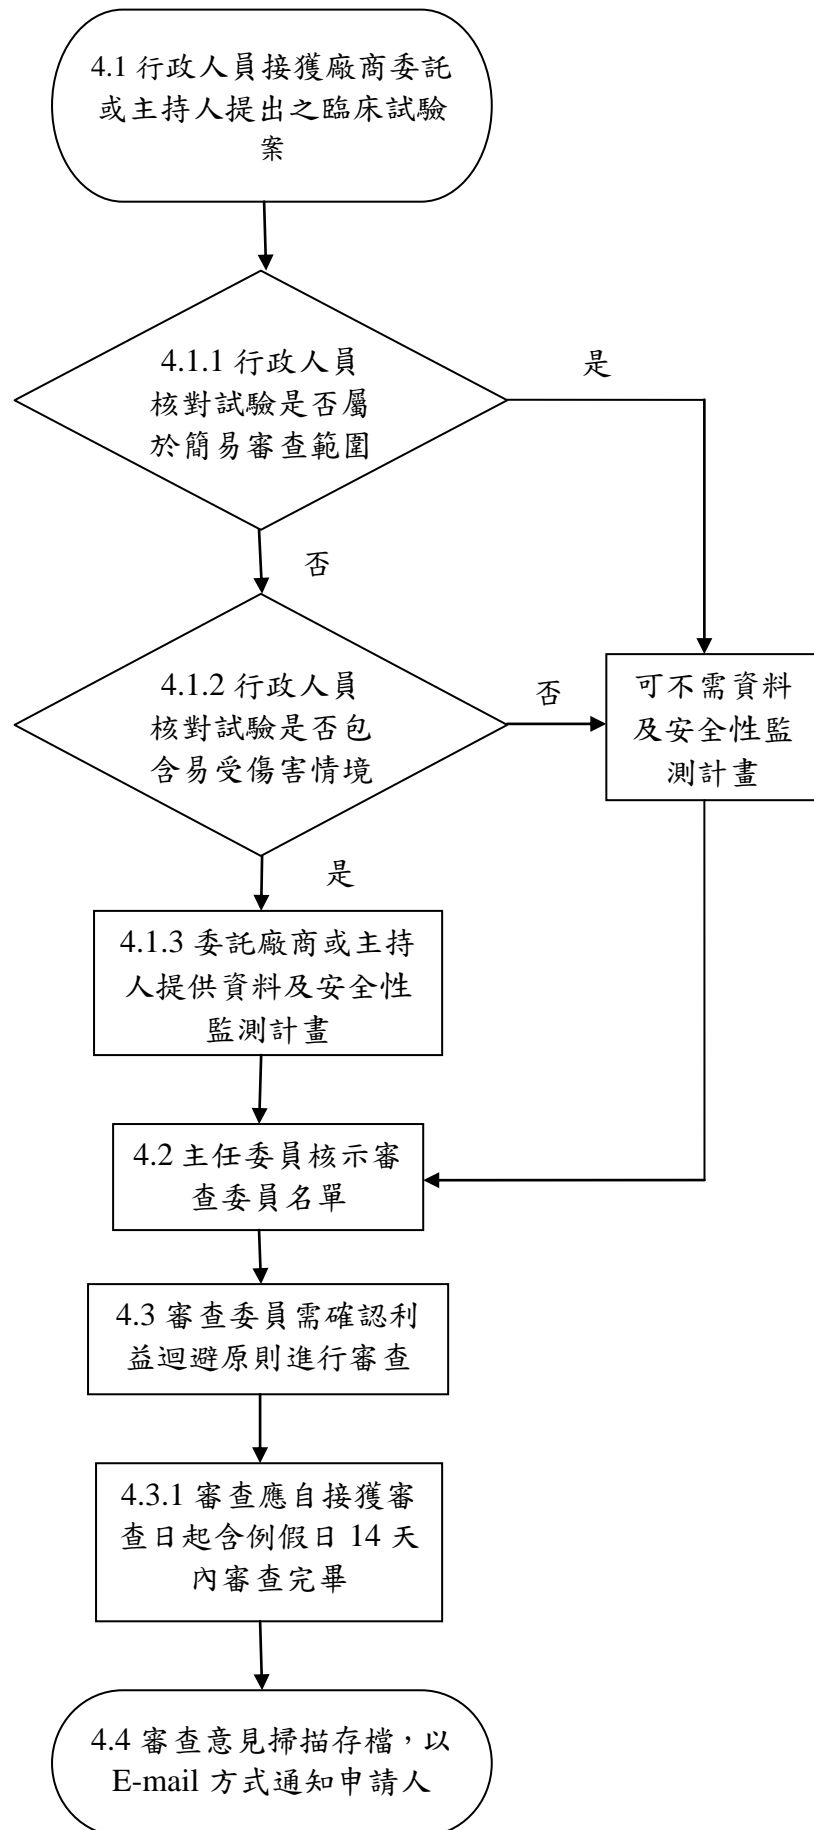 4.1 行政人員接獲廠商委託
或主持人提出之臨床試驗
案
4.1.1 行政人員
核對試驗是否屬
於簡易審查範圍
是
否
4.1.2 行政人員
核對試驗是否包
含易受傷害情境
否
可不需資料
及安全性監
測計畫
是
4.1.3 委託廠商或主持
人提供資料及安全性
監測計畫
4.2 主任委員核示審
查委員名單
4.3 審查委員需確認利
益迴避原則進行審查
4.3.1 審查應自接獲審
查日起含例假日 14 天
內審查完畢
4.4 審查意見掃描存檔，以
E-mail 方式通知申請人